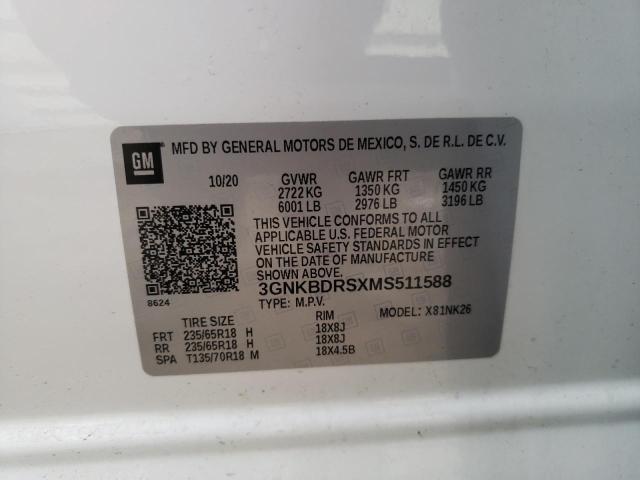 GM MFD BY GENERAL MOTORS DE MEXICO, S. DE R.L. DE C.V.
10/20 GVWR GAWR FRT GAWR RR
2722 KG 1350 KG 1450 KG
6001 LB 2976 LB 3196 LB
THIS VEHICLE CONFORMS TO ALL
APPLICABLE U.S. FEDERAL MOTOR
VEHICLE SAFETY STANDARDS IN EFFECT
ON THE DATE OF MANUFACTURE
SHOWN ABOVE.
8624
3GNKBDRSXMS511588
TYPE: M.P.V. MODEL: X81NK26
TIRE SIZE RIM
FRT 235/65R18 H 18X8J
RR 235/65R18 H 18X8J
SPA T135/70R18 M 18X4.5B